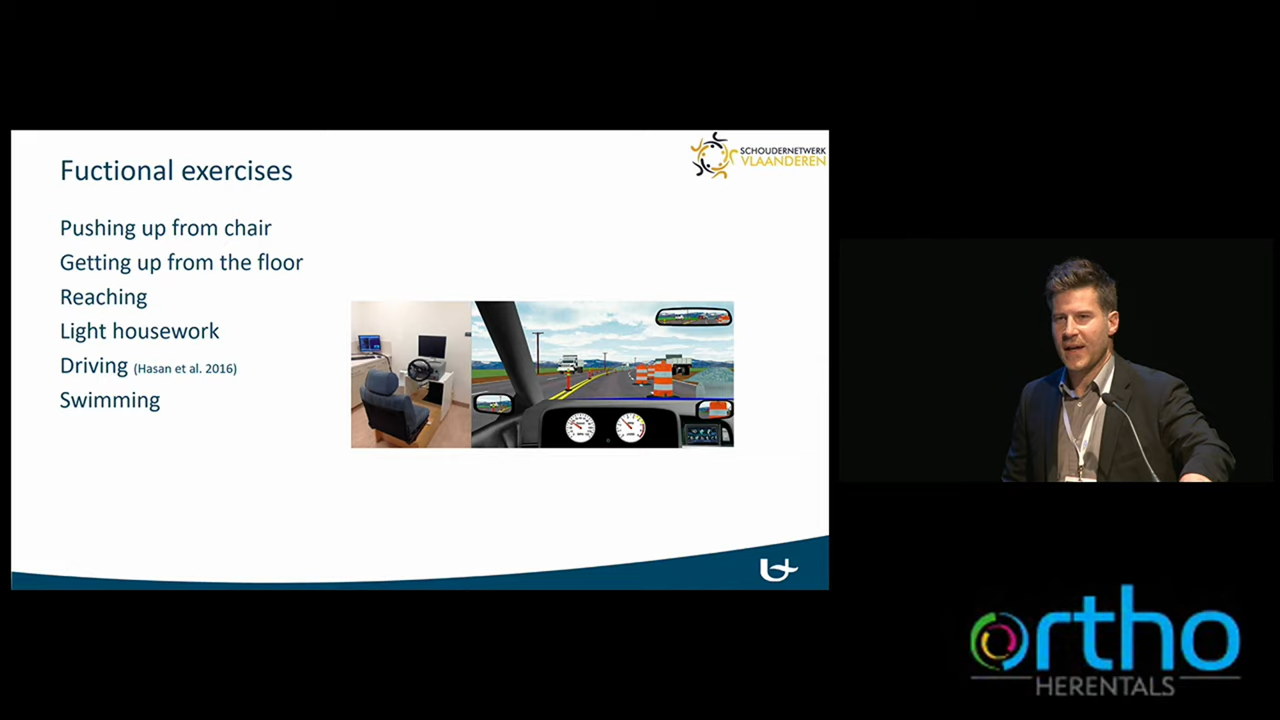 Fuctional exercises
SCHOUDERNETWERK
VLAANDEREN
Pushing up from chair
Getting up from the floor
Reaching
Light housework
Driving (Hasan et al. 2016)
Swimming
ortho
HERENTALS